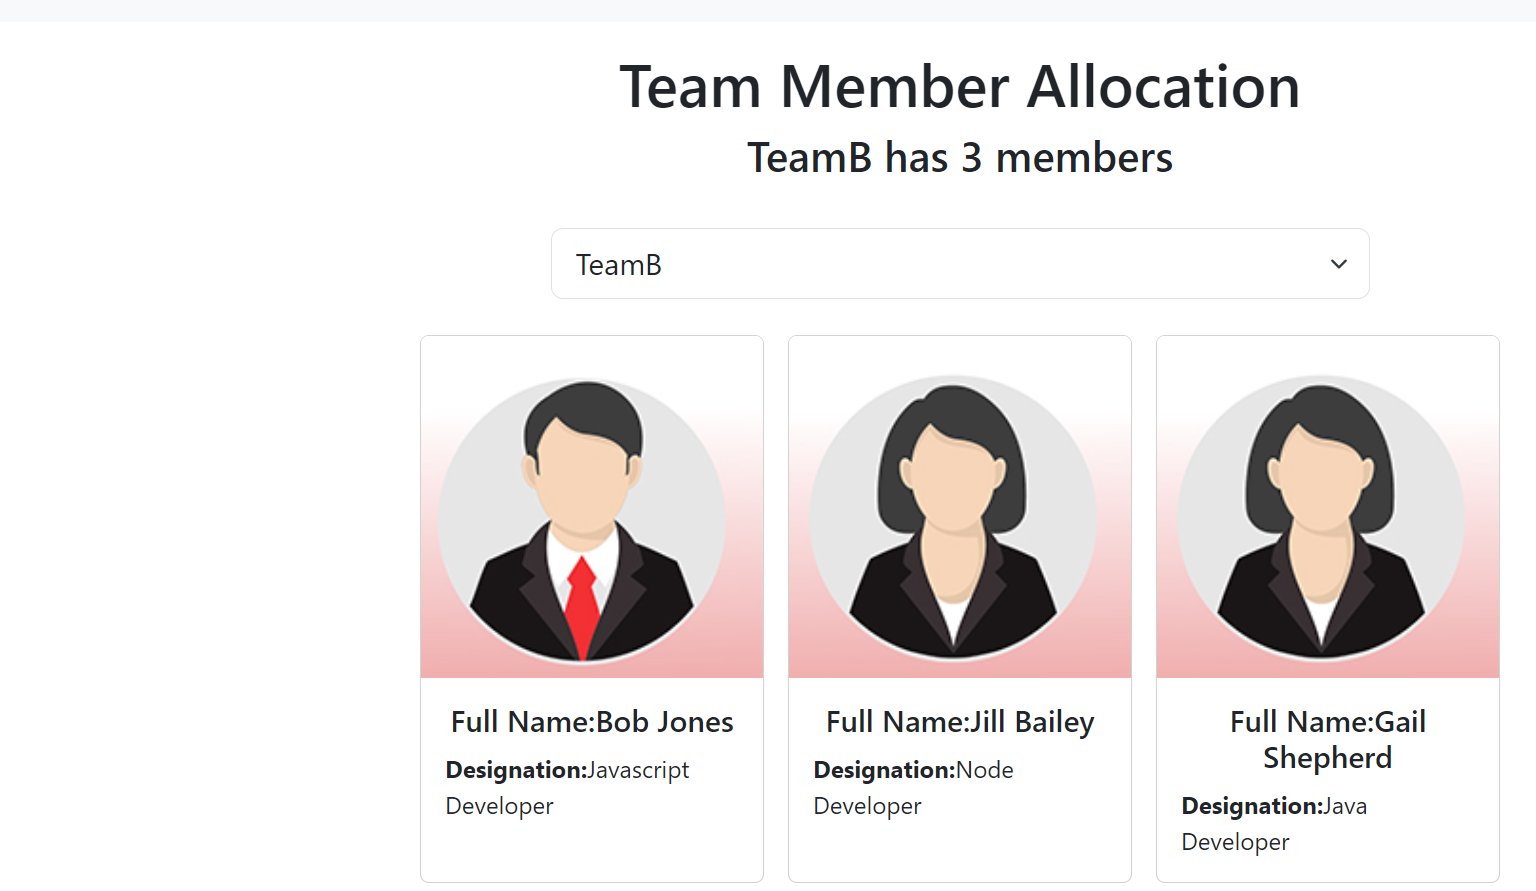 Team Member Allocation
TeamB has 3 members
TeamB
Full Name:Bob Jones
Designation:Javascript
Developer
Full Name:Jill Bailey
Designation:Node
Developer
Full Name:Gail
Shepherd
Designation:Java
Developer